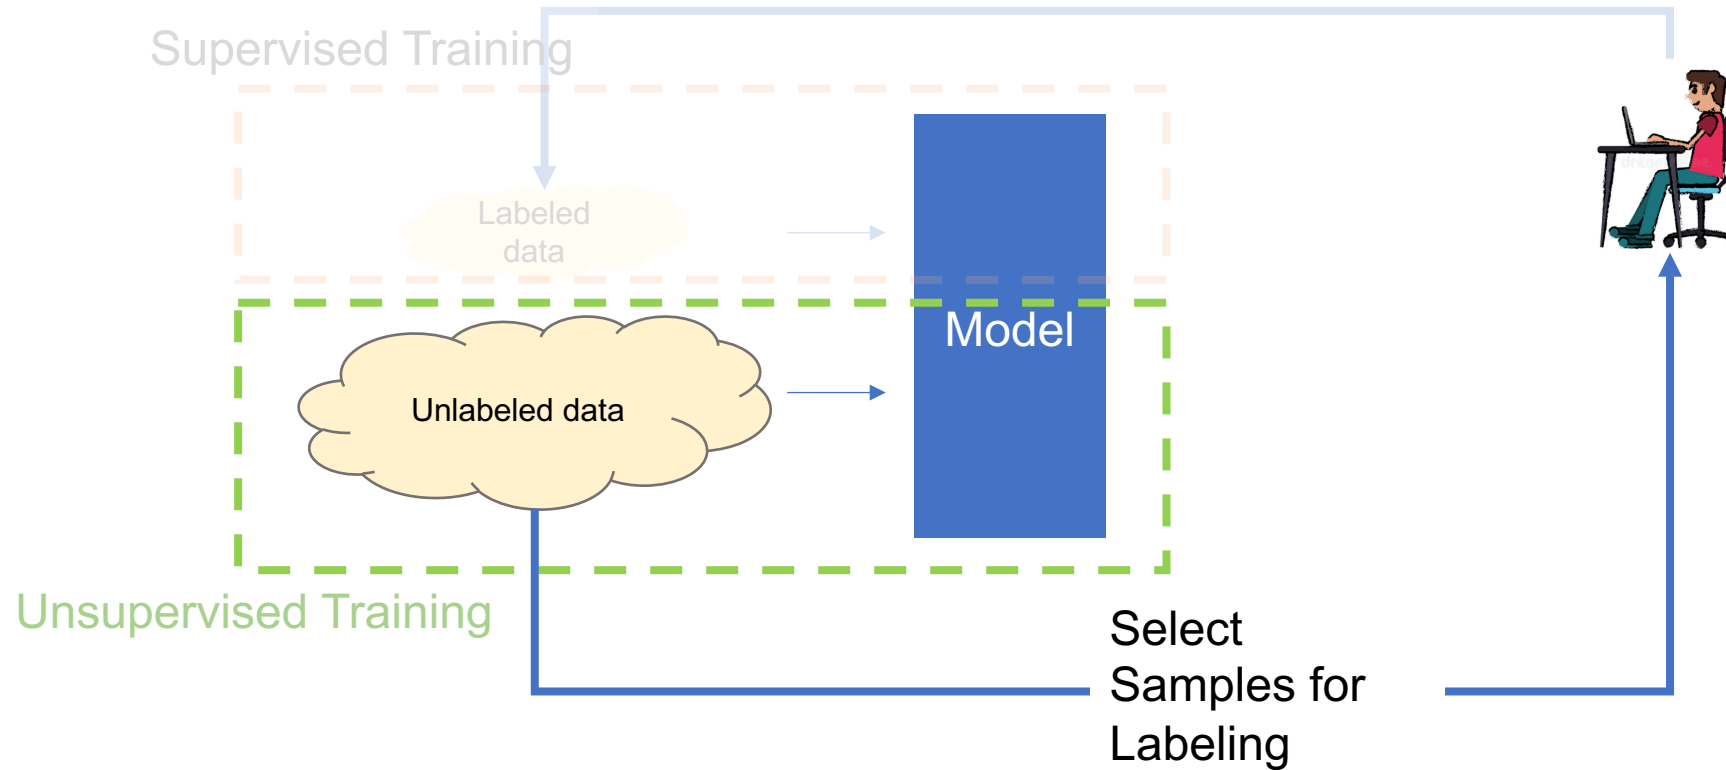 Supervised Training
Labeled
data
Model
Unlabeled data
Unsupervised Training
Select
Samples for
Labeling